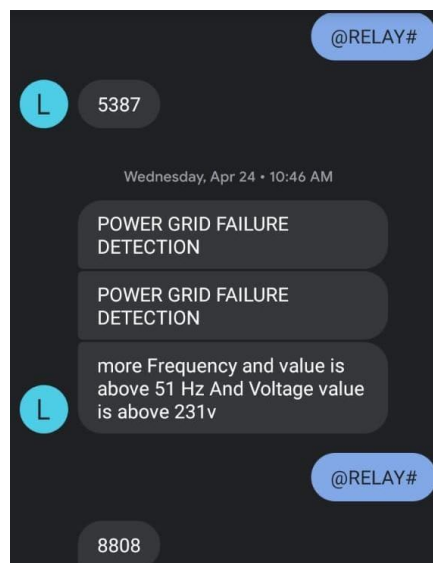 @RELAY#
L
5387
Wednesday, Apr 24 • 10:46 AM
POWER GRID FAILURE
DETECTION
POWER GRID FAILURE
DETECTION
more Frequency and value is
above 51 Hz And Voltage value
is above 231v
L
@RELAY#
8808